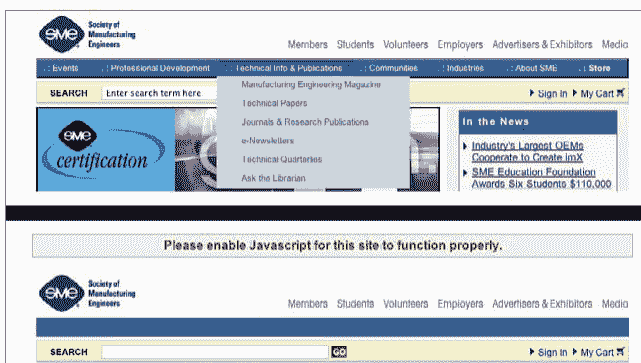 SME Society of
Manufacturing
Engineers
Members Students Volunteers Employers Advertisers & Exhibitors Media
.: Events .: Professional Development .: Technical Info & Publications .: Communities .: Industries .: About SME .: Store
SEARCH Enter search term here Sign In My Cart
Manufacturing Engineering Magazine
Technical Papers
Journals & Research Publications
e-Newsletters
Technical Quarterlies
Ask the Librarian
SME
certification
In the News
Industry's Largest OEMs
Cooperate to Create imX
SME Education Foundation
Awards Six Students $110,000
Please enable Javascript for this site to function properly.
SME Society of
Manufacturing
Engineers
Members Students Volunteers Employers Advertisers & Exhibitors Media
SEARCH GO Sign In My Cart